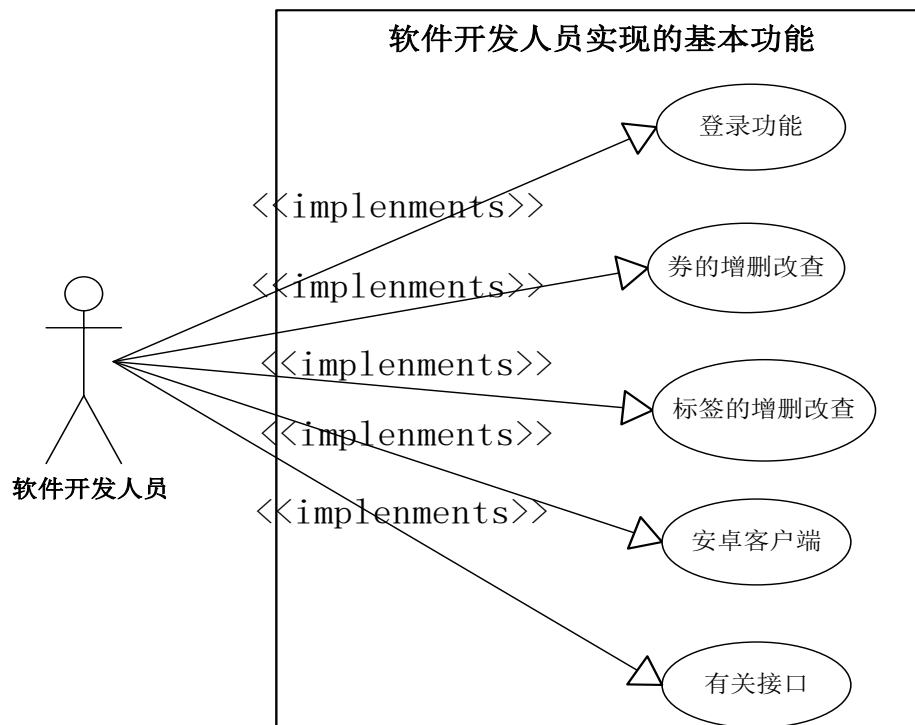 软件开发人员实现的基本功能
登录功能
<<implenments>>
券的增删改查
<<implenments>>
<<implenments>>
标签的增删改查
<<implenments>>
软件开发人员
<<implenments>>
安卓客户端
有关接口